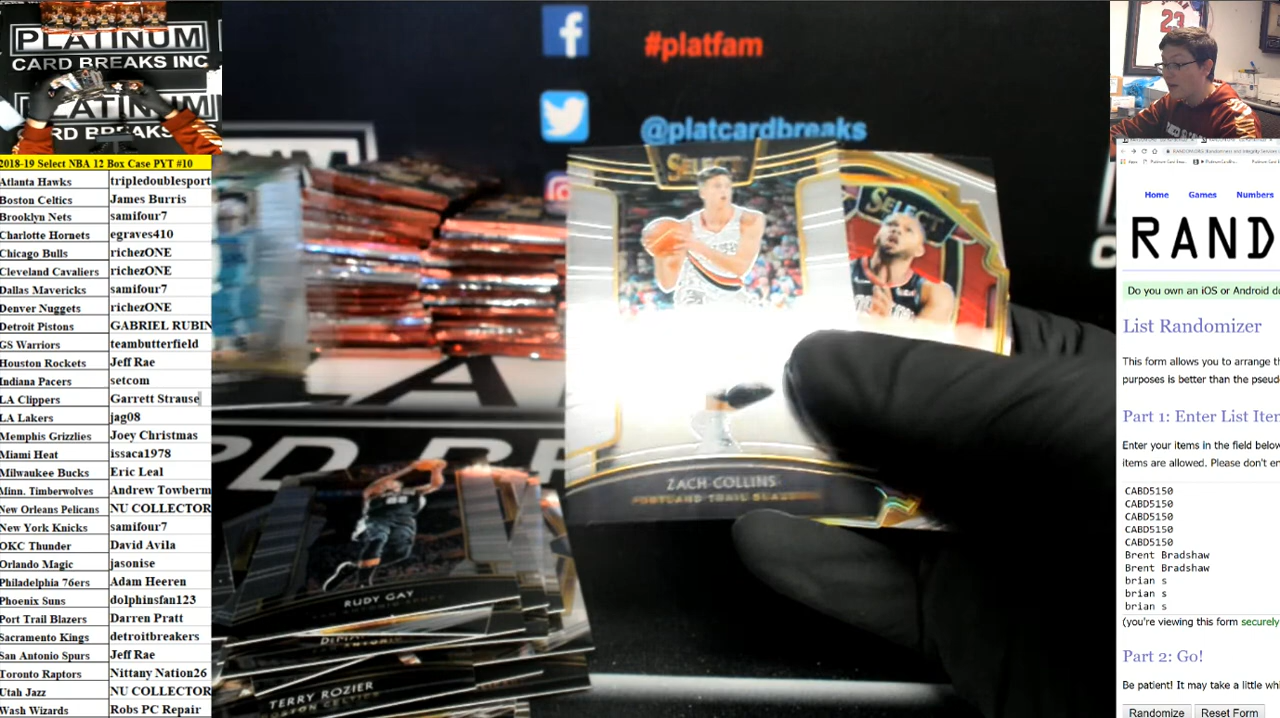 PLATINUM
CARD BREAKS INC
2018-19 Select NBA 12 Box Case PYT #10
Atlanta Hawks tripledoublesport
Boston Celtics James Burris
Brooklyn Nets samifour7
Charlotte Hornets egraves410
Chicago Bulls richezONE
Cleveland Cavaliers richezONE
Dallas Mavericks samifour7
Denver Nuggets richezONE
Detroit Pistons GABRIEL RUBIN
GS Warriors teambutterfield
Houston Rockets Jeff Rae
Indiana Pacers setcom
LA Clippers Garrett Strause
LA Lakers jag08
Memphis Grizzlies Joey Christmas
Miami Heat issaca1978
Milwaukee Bucks Eric Leal
Minn. Timberwolves Andrew Towberm
New Orleans Pelicans NU COLLECTOR
New York Knicks samifour7
OKC Thunder David Avila
Orlando Magic jasonise
Philadelphia 76ers Adam Heeren
Phoenix Suns dolphinsfan123
Port Trail Blazers Darren Pratt
Sacramento Kings detroitbreakers
San Antonio Spurs Jeff Rae
Toronto Raptors Nittany Nation26
Utah Jazz NU COLLECTOR
Wash Wizards Robs PC Repair
#platfam
@platcardbreaks
SELECT
SELECT
ZACH COLLINS
PORTLAND TRAIL BLAZ
RUDY GAY
TERRY ROZIER
BOSTON CELTICS
23
Home Games Numbers
RAND
Do you own an iOS or Android de
List Randomizer
This form allows you to arrange th
purposes is better than the pseud
Part 1: Enter List Iter
Enter your items in the field below
items are allowed. Please don't en
CABD5150
CABD5150
CABD5150
CABD5150
CABD5150
Brent Bradshaw
Brent Bradshaw
brian s
brian s
brian s
(you're viewing this form securely
Part 2: Go!
Be patient! It may take a little whi
Randomize Reset Form